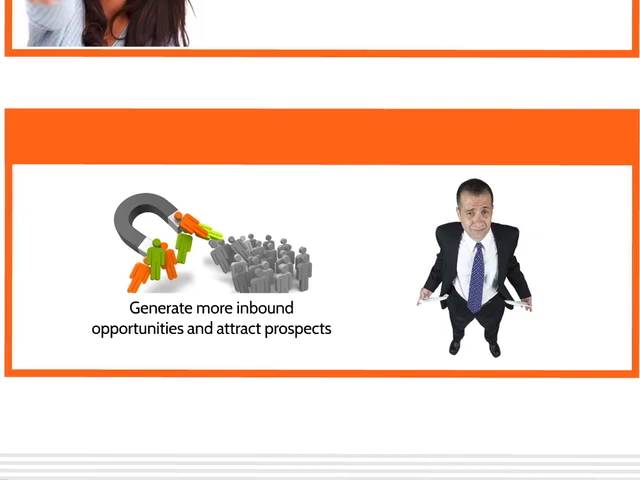 Generate more inbound
opportunities and attract prospects